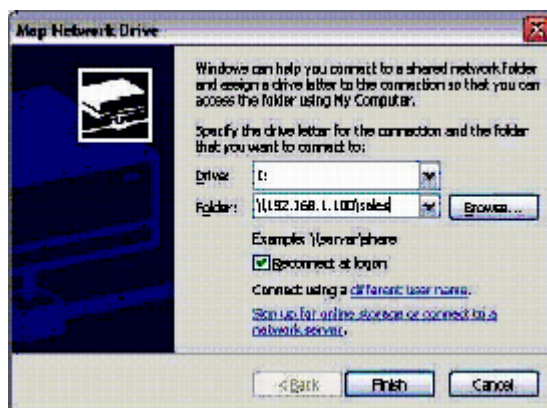 Map Network Drive
Windows can help you connect to a shared network folder
and assign a drive letter to the connection so that you can
access the folder using My Computer.
Specify the drive letter for the connection and the folder
that you want to connect to:
Drive:
Folder: \\192.168.1.100\sales Browse...
Example: \\server\share
Reconnect at logon
Connect using a different user name.
Sign up for online storage or connect to a
network server.
< Back Finish Cancel